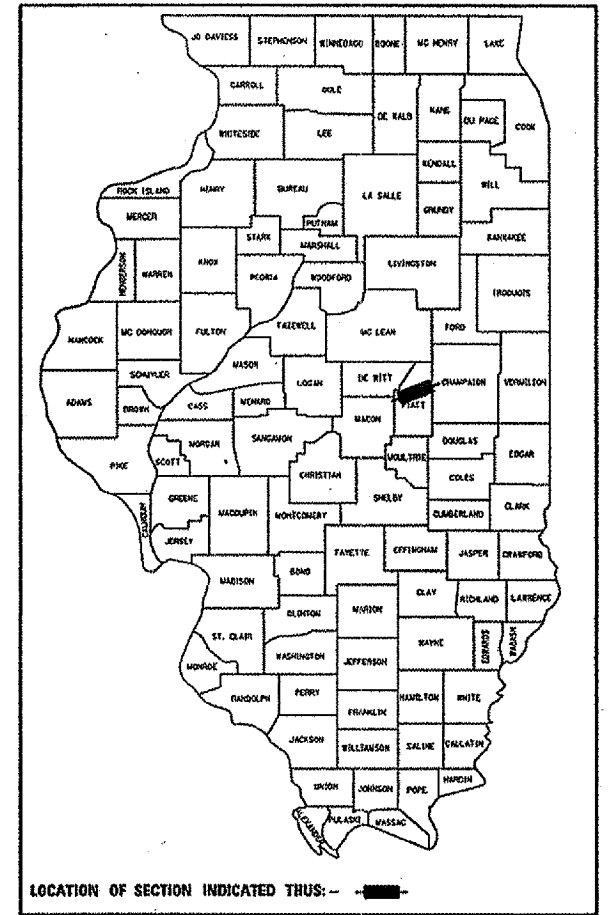 JO DAVIESS STEPHENSON WINNEBAGO BOONE MC HENRY LAKE
CARROLL OGLE DE KALB KANE DU PAGE COOK
WHITESIDE LEE
KENDALL WILL
ROCK ISLAND HENRY BUREAU LA SALLE GRUNDY
MERCER PUTNAM
KANKAKEE
HENDERSON WARREN KNOX STARK MARSHALL
PEORIA WOODFORD LIVINGSTON
IROQUOIS
HANCOCK MC DONOUGH FULTON TAZEWELL MC LEAN FORD
SCHUYLER MASON LOGAN DE WITT
ADAMS BROWN CASS MENARD MACON PIATT CHAMPAIGN VERMILION
PIKE SCOTT MORGAN SANGAMON CHRISTIAN MOULTRIE DOUGLAS EDGAR
COLES
GREENE MACOUPIN MONTGOMERY SHELBY CUMBERLAND CLARK
CALHOUN JERSEY
FAYETTE EFFINGHAM JASPER CRAWFORD
MADISON BOND
CLAY RICHLAND LAWRENCE
CLINTON MARION
ST. CLAIR WAYNE EDWARDS WABASH
WASHINGTON JEFFERSON
MONROE
RANDOLPH PERRY HAMILTON WHITE
FRANKLIN
JACKSON WILLIAMSON SALINE GALLATIN
UNION JOHNSON POPE HARDIN
ALEXANDER PULASKI MASSAC
LOCATION OF SECTION INDICATED THUS:-